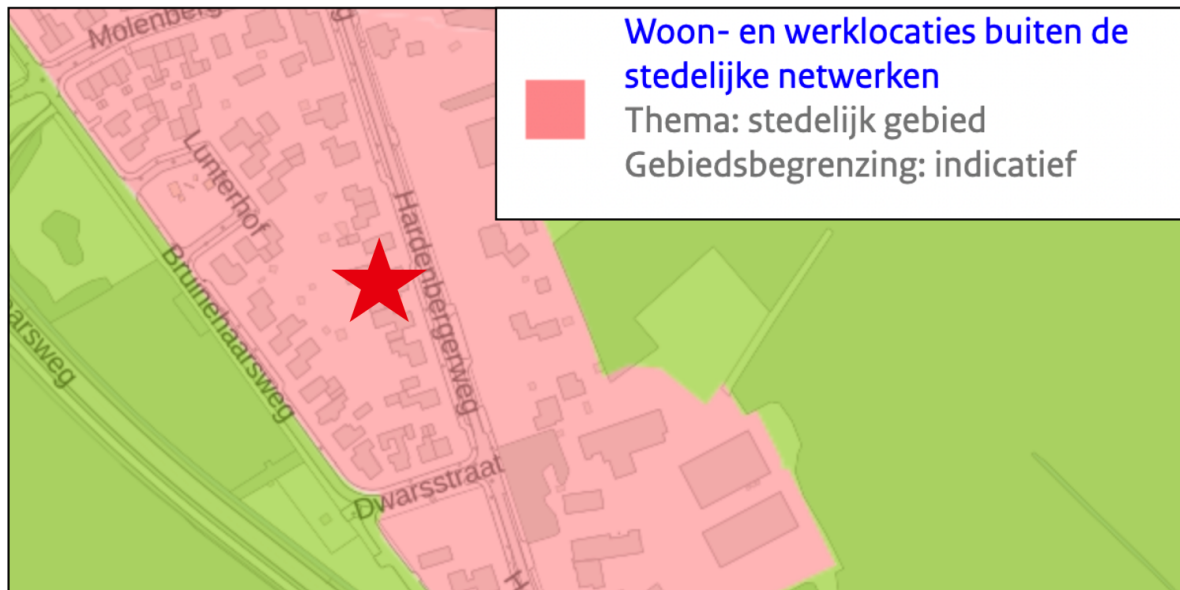 Woon- en werklocaties buiten de
stedelijke netwerken
Thema: stedelijk gebied
Gebiedsbegrenzing: indicatief
Molenberg
Lunterhof
Hardenbergerweg
Bruinehaarsweg
arsweg
Dwarsstraat
H